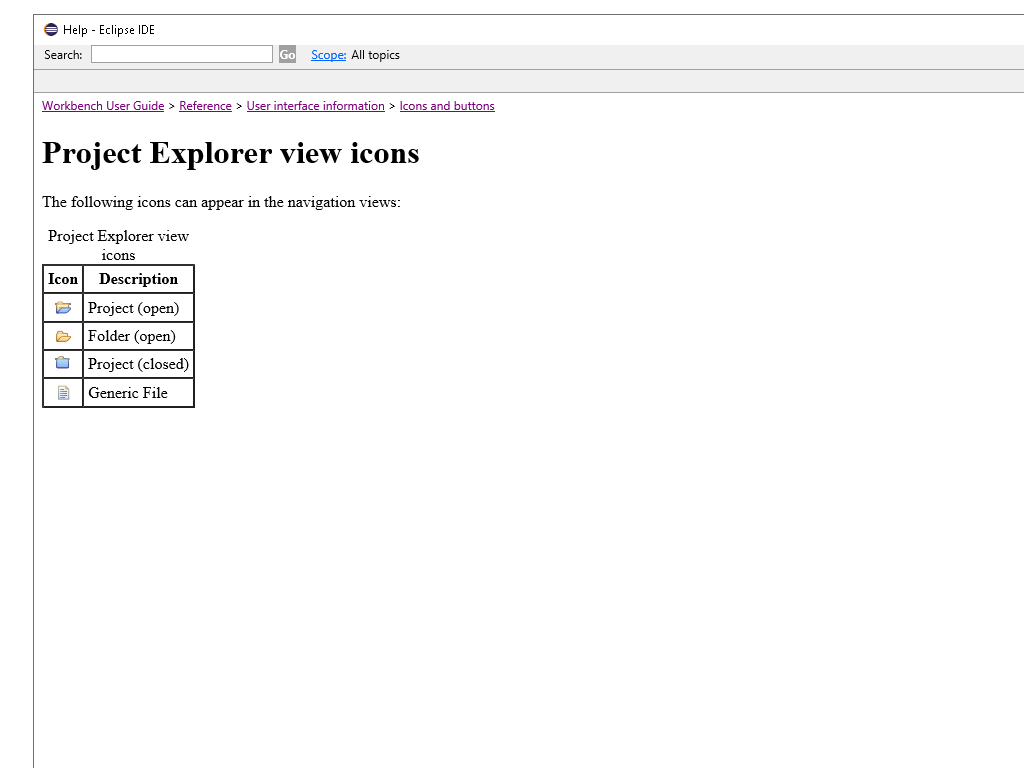 Help - Eclipse IDE
Search: Go Scope: All topics
Workbench User Guide > Reference > User interface information > Icons and buttons
Project Explorer view icons
The following icons can appear in the navigation views:
Project Explorer view
icons
Icon Description
Project (open)
Folder (open)
Project (closed)
Generic File